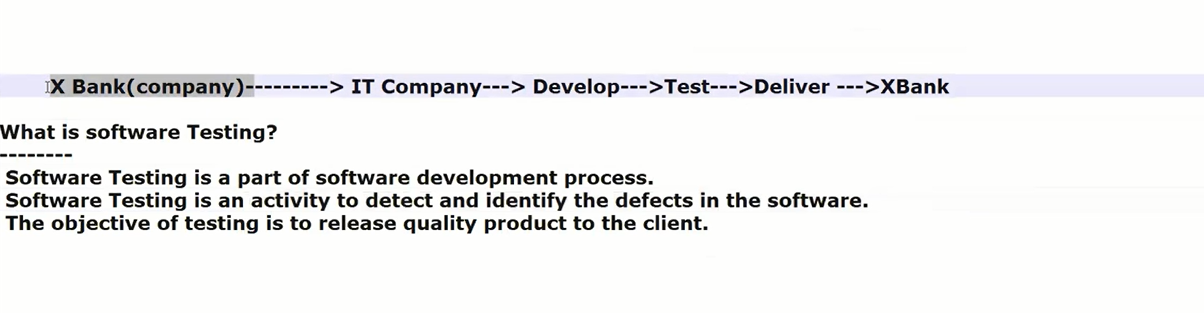 X Bank(company)---------> IT Company---> Develop--->Test--->Deliver --->XBank
What is software Testing?
--------
Software Testing is a part of software development process.
Software Testing is an activity to detect and identify the defects in the software.
The objective of testing is to release quality product to the client.